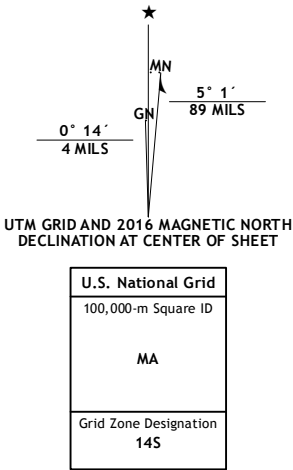 MN
GN
5° 1´
89 MILS
0° 14´
4 MILS
UTM GRID AND 2016 MAGNETIC NORTH
DECLINATION AT CENTER OF SHEET
U.S. National Grid
100,000-m Square ID
MA
Grid Zone Designation
14S